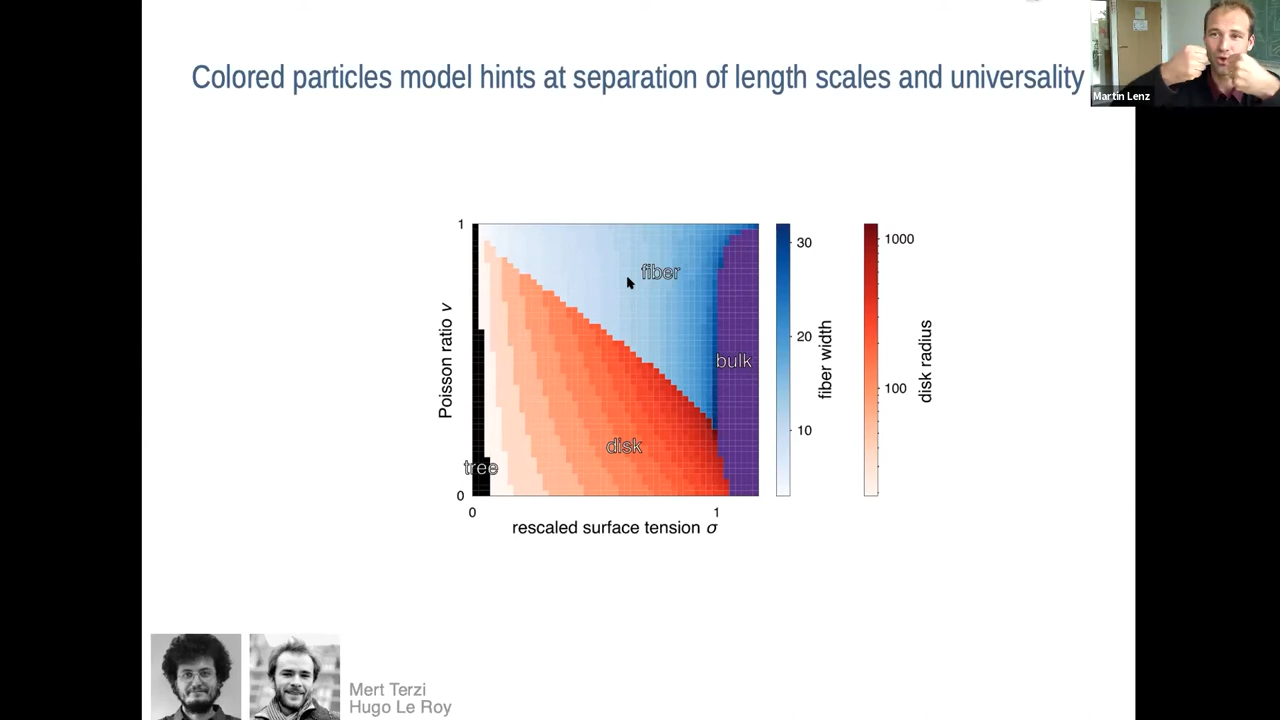 Colored particles model hints at separation of length scales and universality
Martin Lenz
1
Poisson ratio ν
0
fiber
bulk
disk
tree
0
1
rescaled surface tension σ
30
20
10
fiber width
1000
100
disk radius
Mert Terzi
Hugo Le Roy